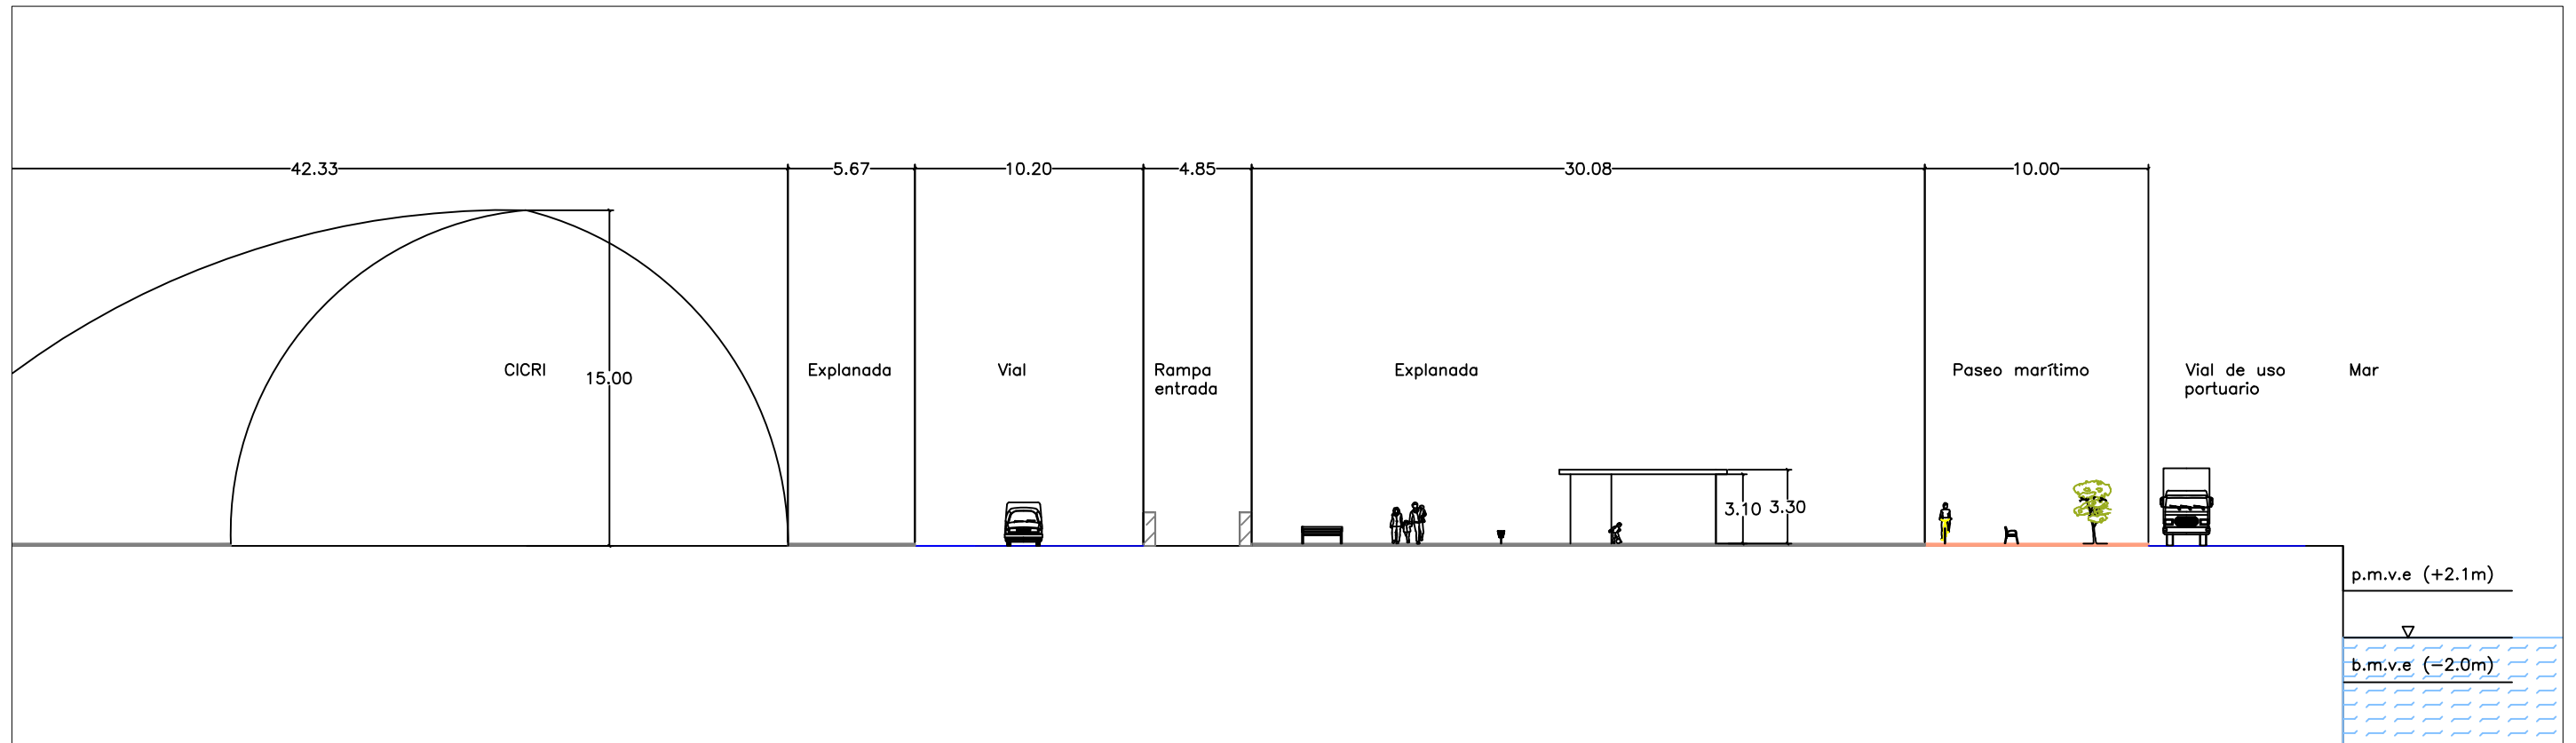 42.33
5.67
10.20
4.85
30.08
10.00
CICRI
15.00
Explanada
Vial
Rampa
entrada
Explanada
Paseo marítimo
Vial de uso
portuario
Mar
3.10
3.30
p.m.v.e (+2.1m)
b.m.v.e (−2.0m)